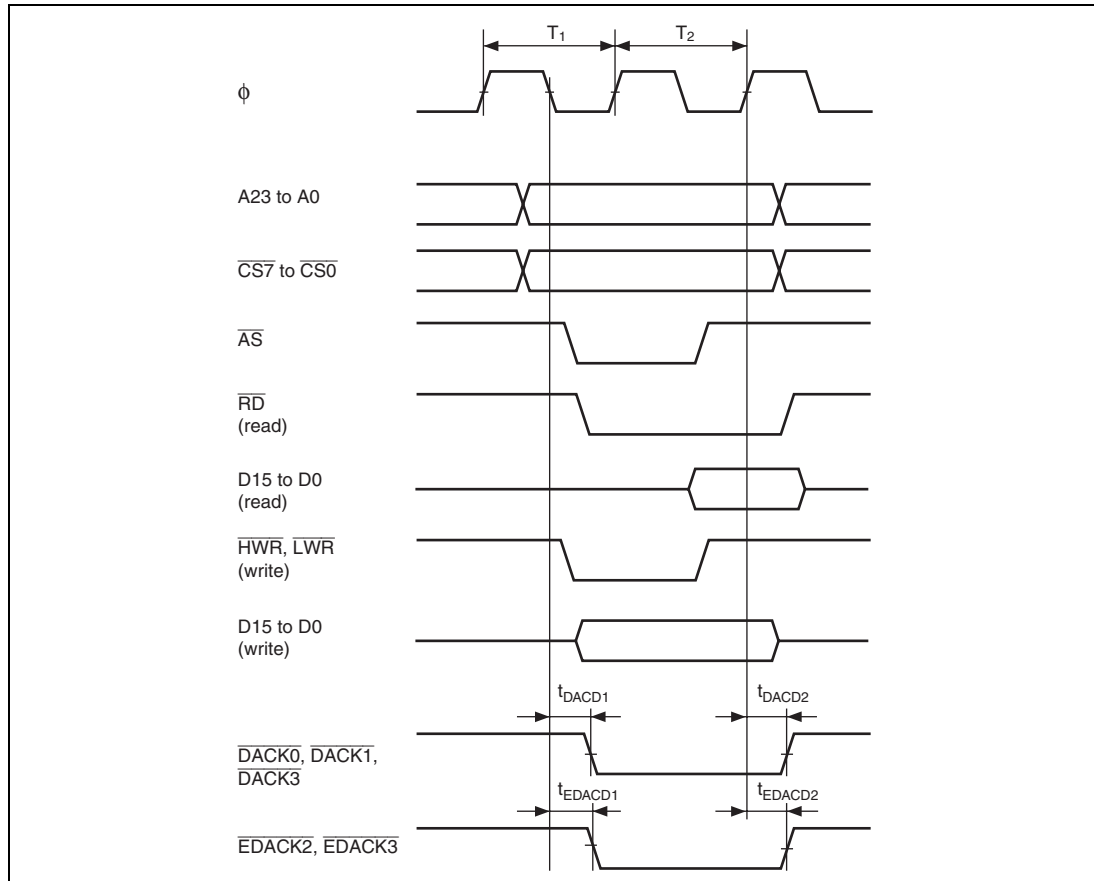 T1
T2
ϕ
A23 to A0
CS7 to CS0
AS
RD
(read)
D15 to D0
(read)
HWR, LWR
(write)
D15 to D0
(write)
tDACD1
tDACD2
DACK0, DACK1,
DACK3
tEDACD1
tEDACD2
EDACK2, EDACK3